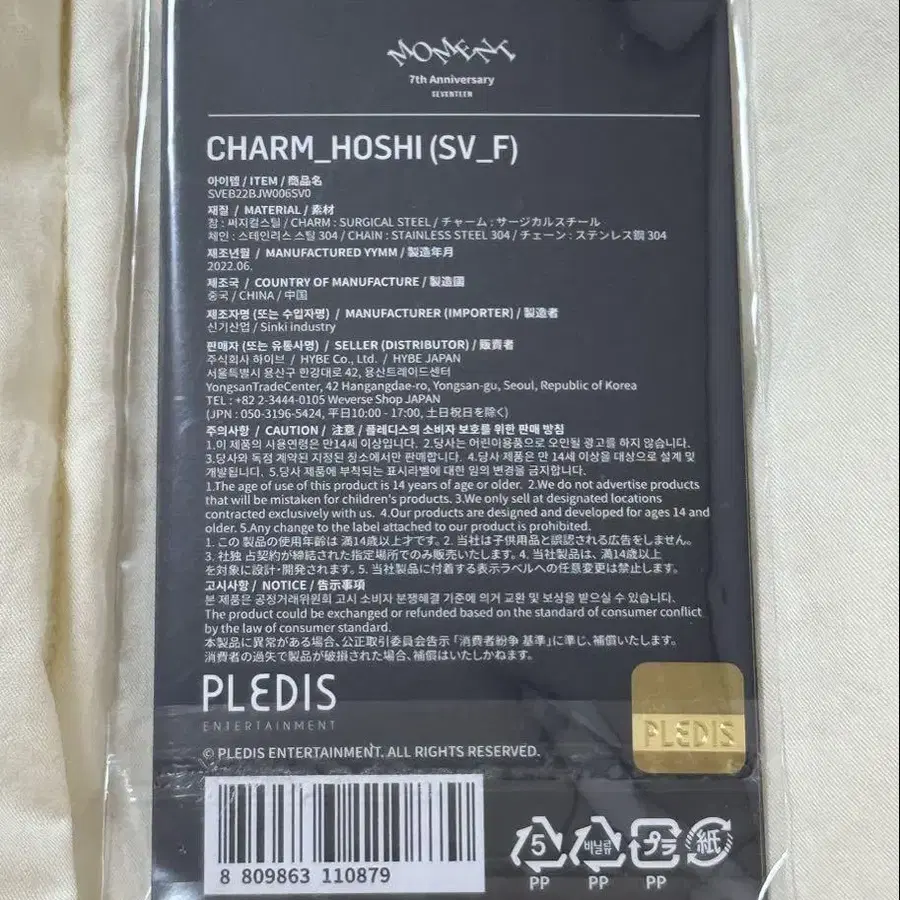 MOMENT
7th Anniversary
SEVENTEEN
CHARM_HOSHI (SV_F)
아이템 / ITEM / 商品名
SVEB22BJW006SV0
재질 / MATERIAL / 素材
참 : 써지컬스틸 / CHARM : SURGICAL STEEL / チャーム : サージカルスチール
체인 : 스테인리스 스틸 304 / CHAIN : STAINLESS STEEL 304 / チェーン : ステンレス鋼 304
제조년월 / MANUFACTURED YYMM / 製造年月
2022.06.
제조국 / COUNTRY OF MANUFACTURE / 製造國
중국 / CHINA / 中国
제조자명 (또는 수입자명) / MANUFACTURER (IMPORTER) / 製造者
신기산업 / Sinki industry
판매자 (또는 유통사명) / SELLER (DISTRIBUTOR) / 販賣者
주식회사 하이브 / HYBE Co., Ltd. / HYBE JAPAN
서울특별시 용산구 한강대로 42, 용산트레이드센터
YongsanTradeCenter, 42 Hangangdae-ro, Yongsan-gu, Seoul, Republic of Korea
TEL : +82 2-3444-0105 Weverse Shop JAPAN
(JPN : 050-3196-5424, 平日10:00 - 17:00, 土日祝日を除く)
주의사항 / CAUTION / 注意 / 플레디스의 소비자 보호를 위한 판매 방침
1.이 제품의 사용연령은 만14세 이상입니다. 2.당사는 어린이용품으로 오인될 광고를 하지 않습니다.
3.당사와 독점 계약된 지정된 장소에서만 판매합니다. 4.당사 제품은 만 14세 이상을 대상으로 설계 및
개발됩니다. 5.당사 제품에 부착되는 표시라벨에 대한 임의 변경을 금지합니다.
1.The age of use of this product is 14 years of age or older. 2.We do not advertise products
that will be mistaken for children's products. 3.We only sell at designated locations
contracted exclusively with us. 4.Our products are designed and developed for ages 14 and
older. 5.Any change to the label attached to our product is prohibited.
1. この 製品の使用年齢は 満14歳以上才です。2. 当社は子供用品と誤認される広告をしません。
3. 社独 占契約が締結された指定場所でのみ販売いたします。4. 当社製品は、満14歳以上
を対象に設計・開発されます。5. 当社製品に付着する表示ラベルへの任意変更は禁止します。
고시사항 / NOTICE / 告示事項
본 제품은 공정거래위원회 고시 소비자 분쟁해결 기준에 의거 교환 및 보상을 받으실 수 있습니다.
The product could be exchanged or refunded based on the standard of consumer conflict
by the law of consumer standard.
本製品に異常がある場合、公正取引委員会告示「消費者紛争 基準」に準じ、補償いたします。
消費者の過失で製品が破損された場合、補償はいたしかねます。
PLEDIS
ENTERTAINMENT
PLEDIS
© PLEDIS ENTERTAINMENT. ALL RIGHTS RESERVED.
8 809863 110879
5 비닐류 プラ 紙
PP PP PP